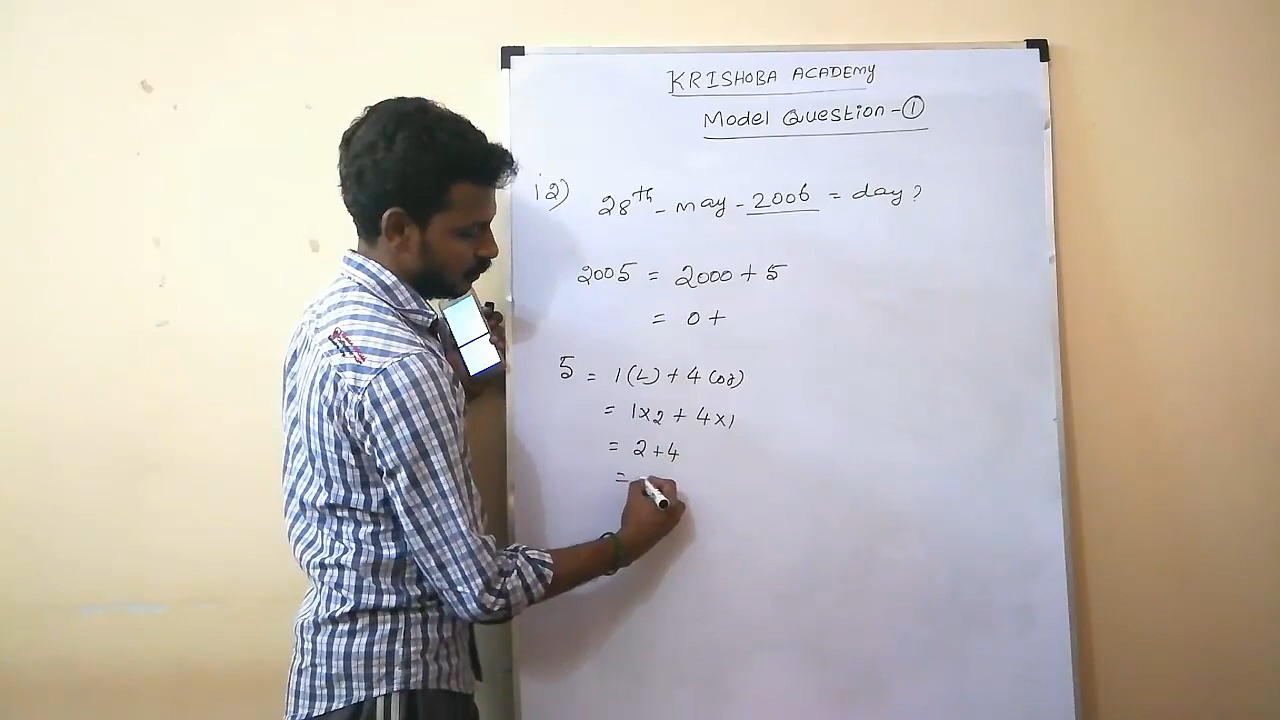 KRISHOBA ACADEMY
Model Question - ①
12) 28th - may - 2006 = day?
2005 = 2000 + 5
= 0 +
5 = 1(L) + 4(or)
= 1x2 + 4x1
= 2+4
=